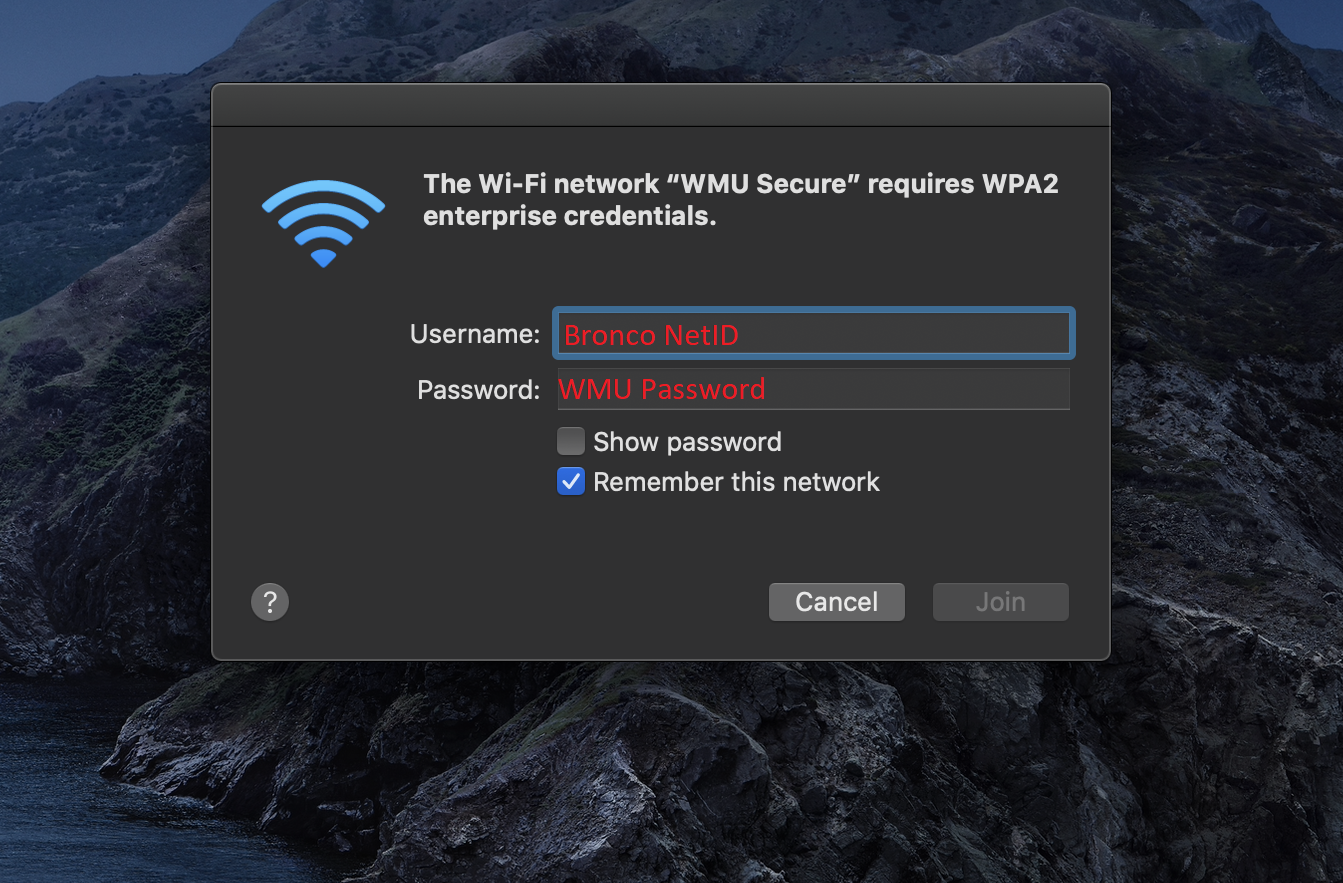 The Wi-Fi network “WMU Secure” requires WPA2
enterprise credentials.
Username: Bronco NetID
Password: WMU Password
Show password
Remember this network
? Cancel Join